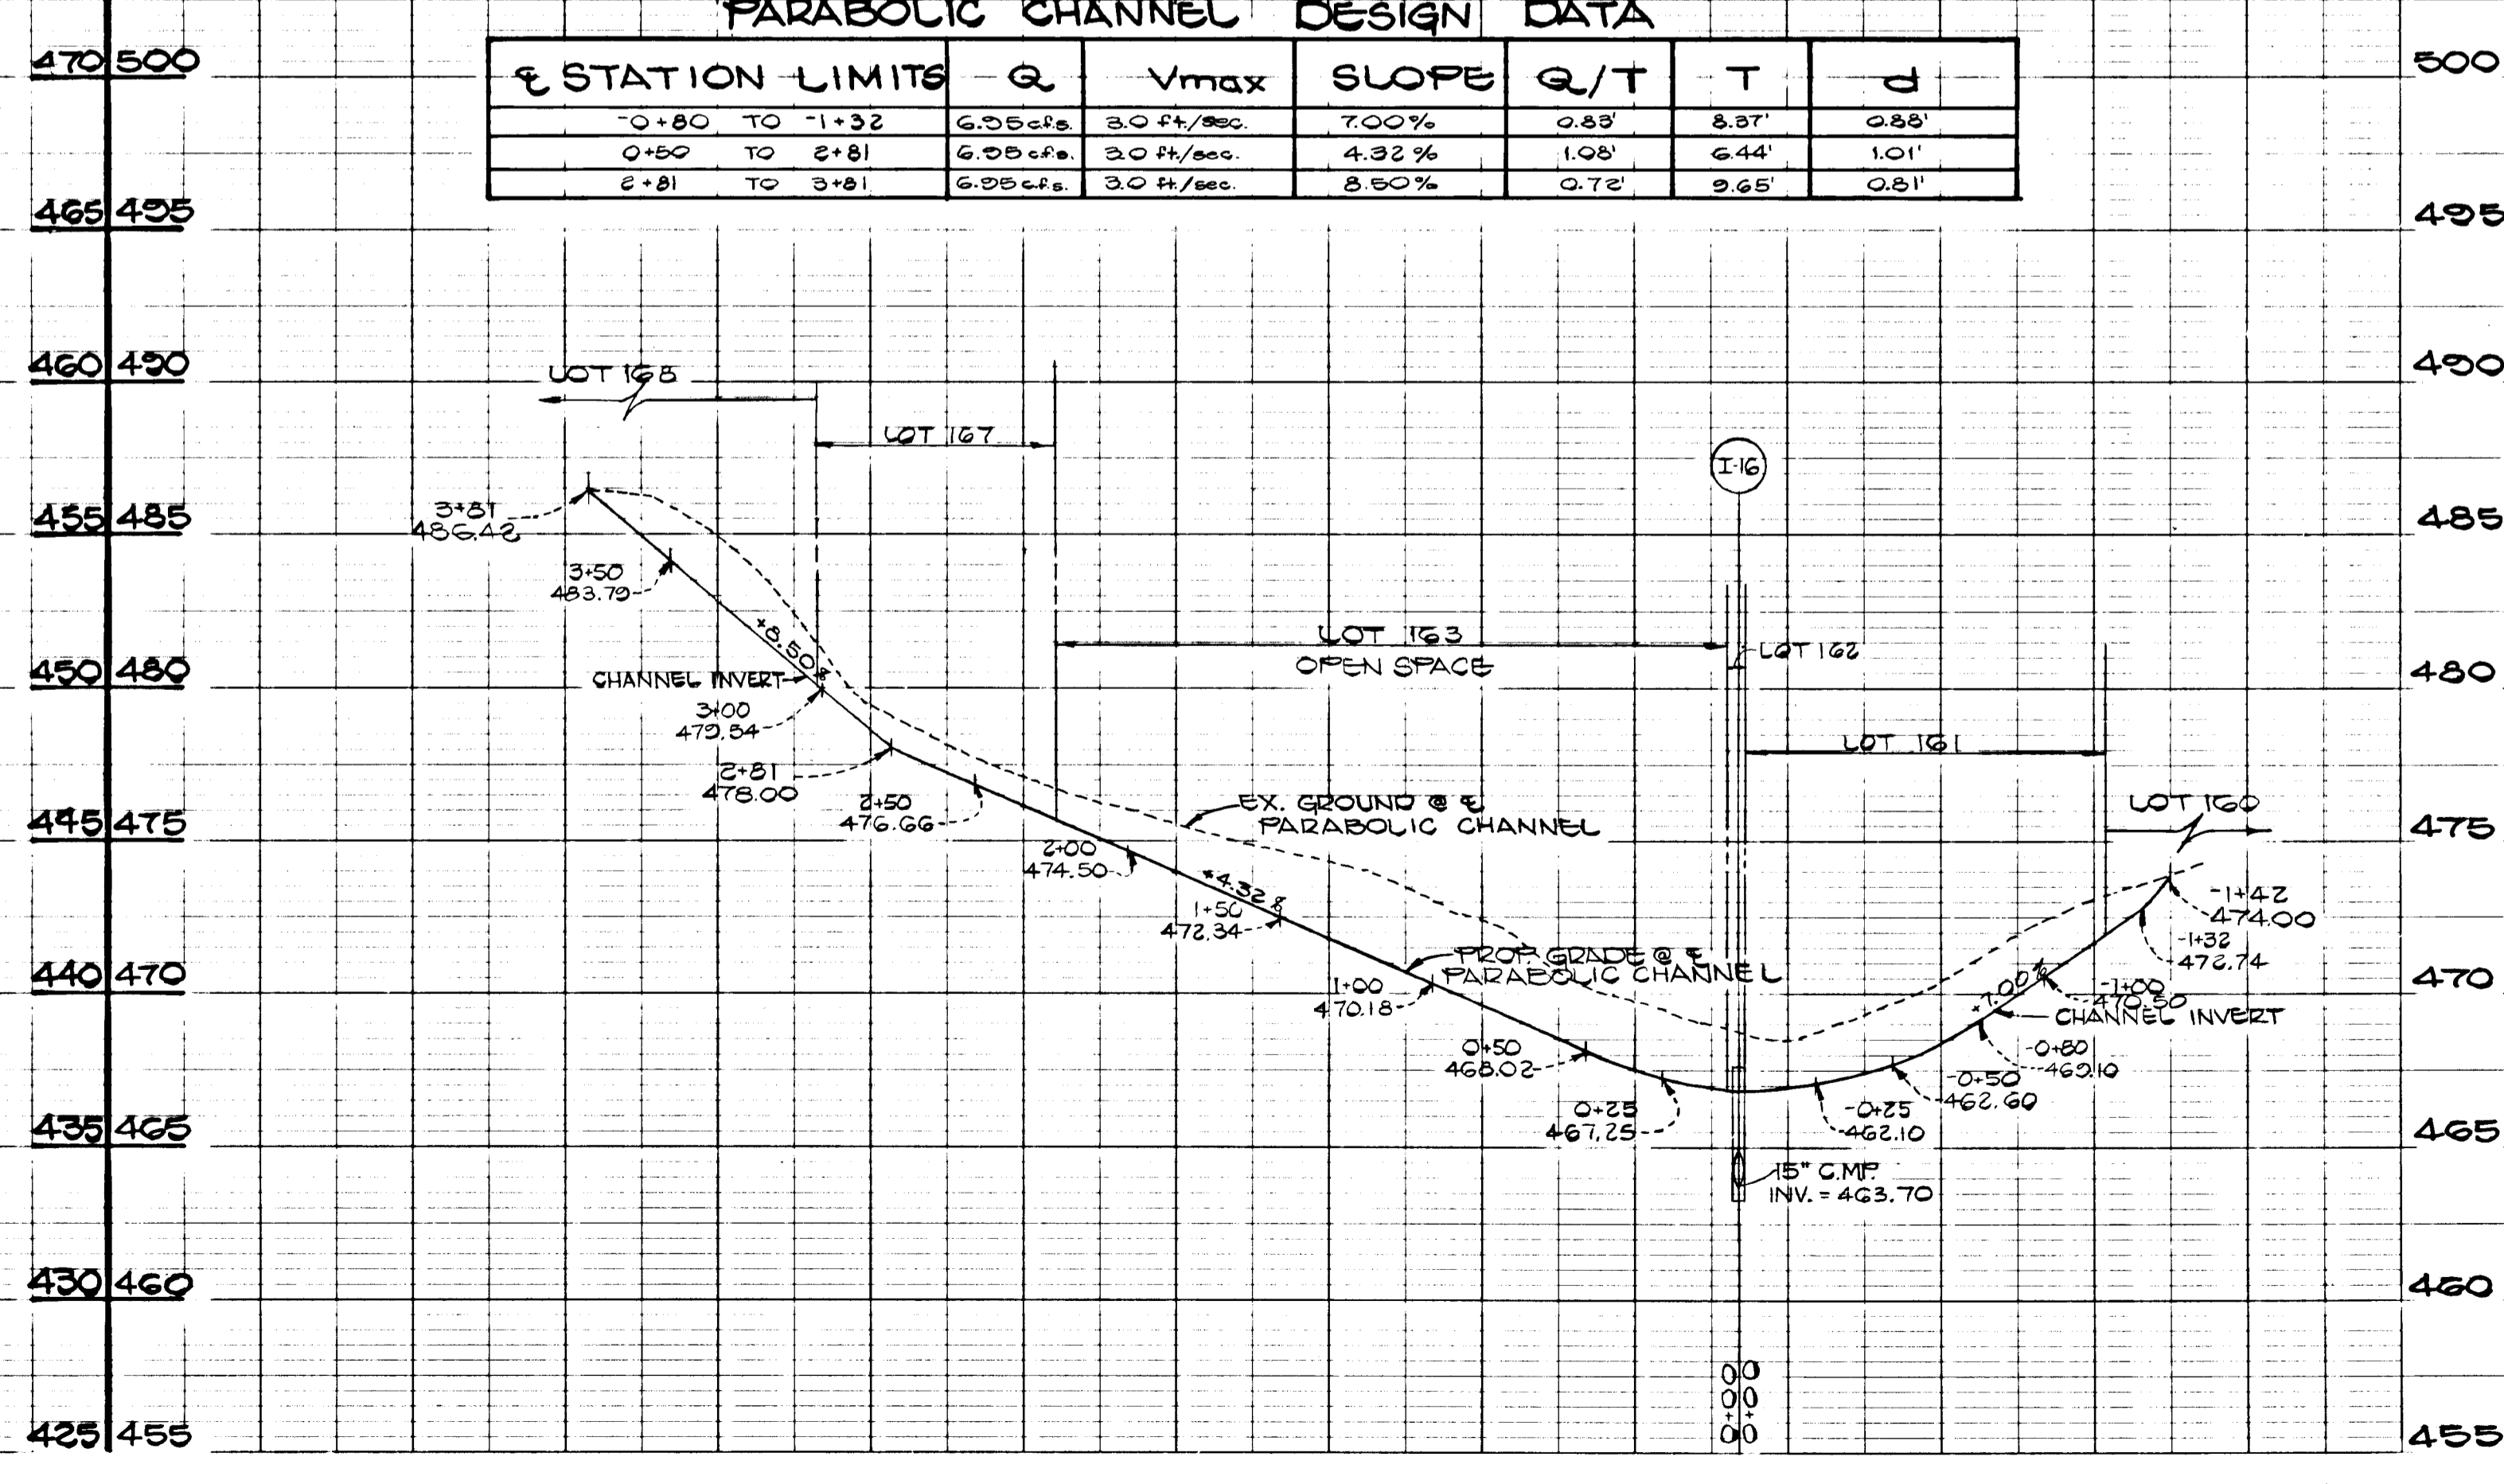 PARABOLIC CHANNEL DESIGN DATA
℄ STATION LIMITS Q Vmax SLOPE Q/T T d
-0+80 TO -1+32 6.95 c.f.s. 3.0 ft./sec. 7.00% 0.83' 8.37' 0.88'
0+50 TO 2+81 6.95 c.f.s. 3.0 ft./sec. 4.32% 1.08' 6.44' 1.01'
2+81 TO 3+81 6.95 c.f.s. 3.0 ft./sec. 8.50% 0.72' 9.65' 0.81'
470 500
500
465 495
495
460 490
490
LOT 168
LOT 167
I-16
455 485
485
3+81
486.42
3+50
483.79
+8.50%
LOT 163
OPEN SPACE
LOT 162
450 480
480
CHANNEL INVERT
3+00
479.54
LOT 161
2+81
478.00
2+50
476.66
EX. GROUND @ ℄
PARABOLIC CHANNEL
LOT 160
445 475
475
2+00
474.50
+4.32%
1+50
472.34
-1+42
474.00
-1+32
472.74
PROP. GRADE @ ℄
PARABOLIC CHANNEL
440 470
470
1+00
470.18
+7.00%
-1+00
470.50
CHANNEL INVERT
0+50
468.02
-0+80
469.10
-0+50
462.60
0+25
467.25
-0+25
462.10
435 465
465
15" C.M.P.
INV. = 463.70
430 460
460
0+00
0+00
425 455
455